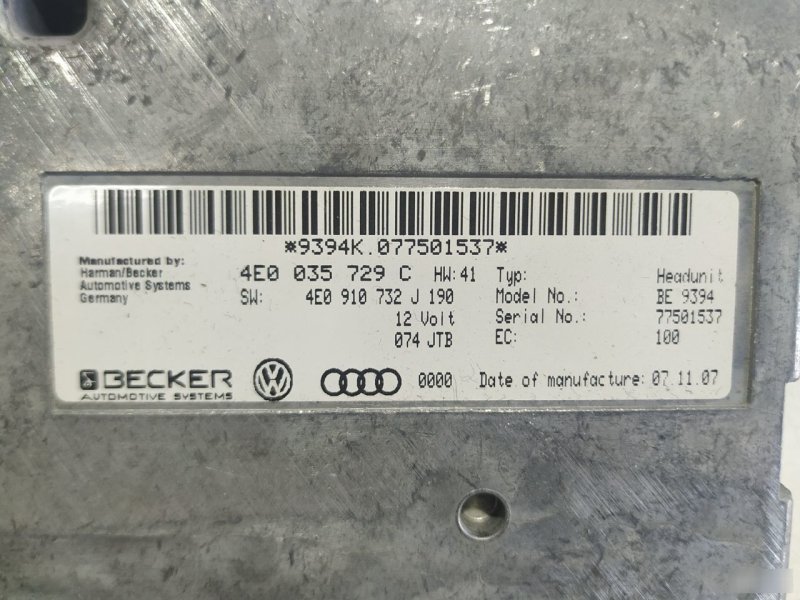 *9394K.077501537*
Manufactured by:
Harman/Becker
Automotive Systems
Germany
4E0 035 729 C HW:41
SW: 4E0 910 732 J 190
12 Volt
074 JTB
Typ: Headunit
Model No.: BE 9394
Serial No.: 77501537
EC: 100
BECKER
AUTOMOTIVE SYSTEMS
0000 Date of manufacture: 07.11.07